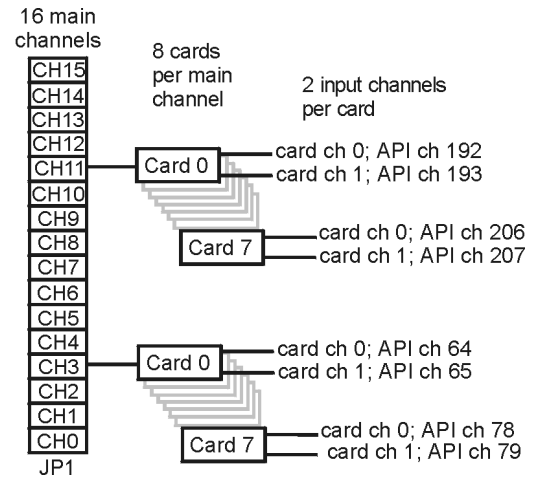 16 main
channels
8 cards
per main
channel
2 input channels
per card
CH15
CH14
CH13
CH12
CH11
CH10
CH9
CH8
CH7
CH6
CH5
CH4
CH3
CH2
CH1
CH0
JP1
Card 0
card ch 0; API ch 192
card ch 1; API ch 193
Card 7
card ch 0; API ch 206
card ch 1; API ch 207
Card 0
card ch 0; API ch 64
card ch 1; API ch 65
Card 7
card ch 0; API ch 78
card ch 1; API ch 79